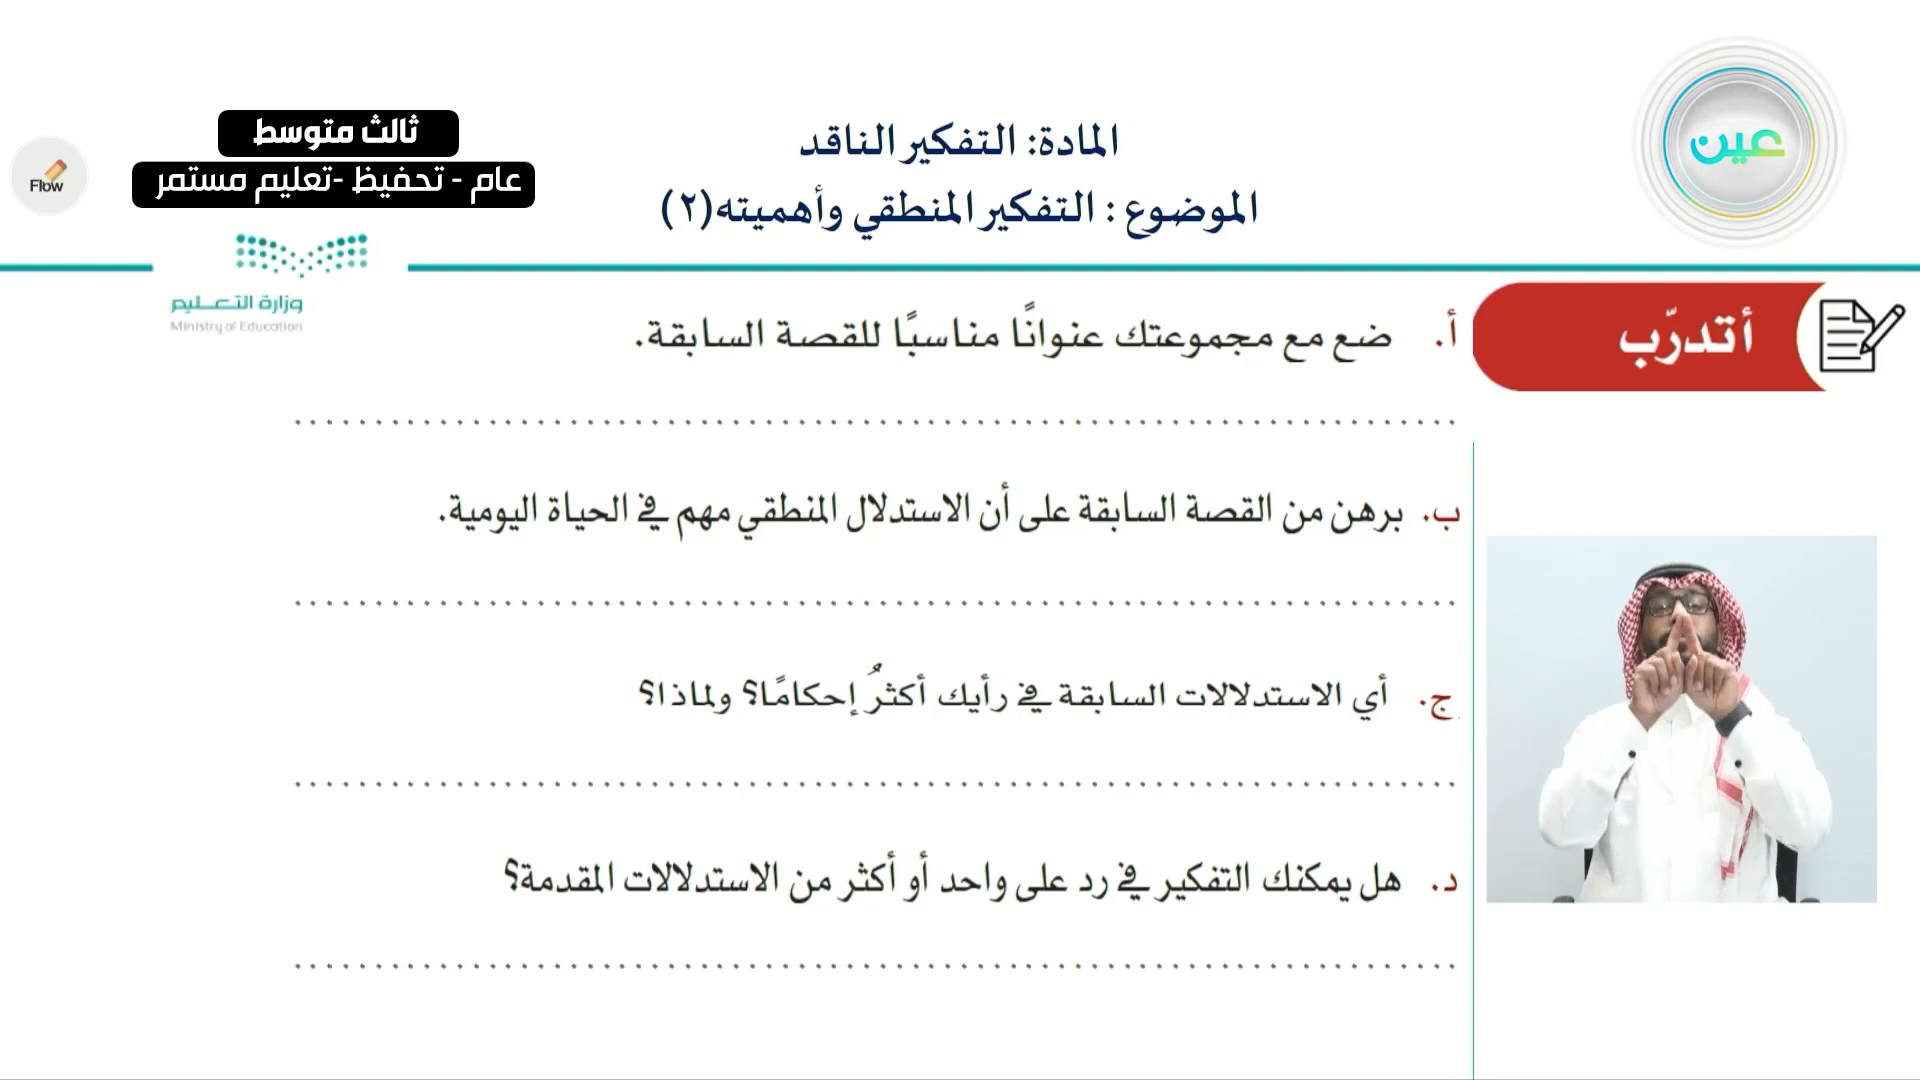 عين
المادة: التفكير الناقد
الموضوع : التفكير المنطقي وأهميته(٢)
ثالث متوسط
عام - تحفيظ -تعليم مستمر
Flow
وزارة التعليم
Ministry of Education
أتدرّب
أ. ضع مع مجموعتك عنوانًا مناسبًا للقصة السابقة.
ب. برهن من القصة السابقة على أن الاستدلال المنطقي مهم في الحياة اليومية.
ج. أي الاستدلالات السابقة في رأيك أكثرُ إحكامًا؟ ولماذا؟
د. هل يمكنك التفكير في رد على واحد أو أكثر من الاستدلالات المقدمة؟